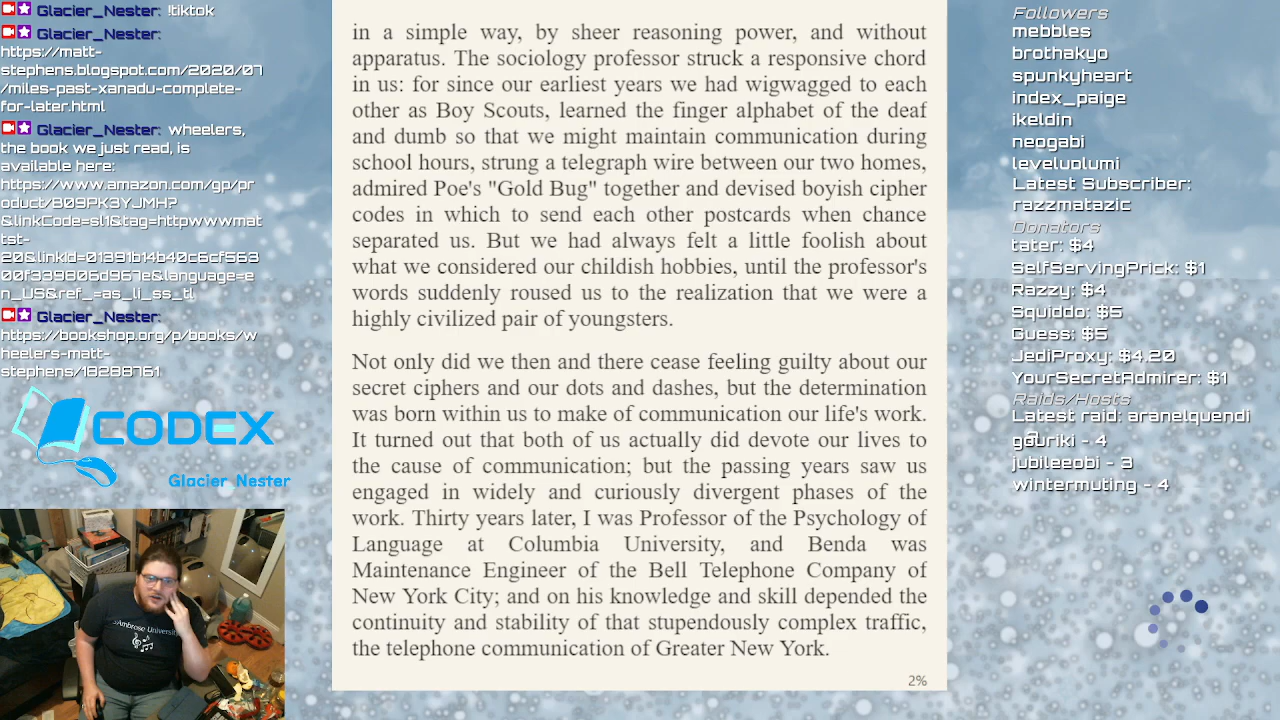 Glacier_Nester: !tiktok
Glacier_Nester:
https://matt-
stephens.blogspot.com/2020/07
/miles-past-xanadu-complete-
for-later.html
Glacier_Nester: wheelers,
the book we just read, is
available here:
https://www.amazon.com/gp/pr
oduct/B09PK3YJMH?
&linkCode=sl1&tag=httpwwwmat
tst-
20&linkId=01391b14b40c6cf563
00f339306d967e&language=e
n_US&ref_=as_li_ss_tl
Glacier_Nester:
https://bookshop.org/p/books/w
heelers-matt-
stephens/18288761
CODEX
Glacier Nester
Ambrose University
in a simple way, by sheer reasoning power, and without
apparatus. The sociology professor struck a responsive chord
in us: for since our earliest years we had wigwagged to each
other as Boy Scouts, learned the finger alphabet of the deaf
and dumb so that we might maintain communication during
school hours, strung a telegraph wire between our two homes,
admired Poe's "Gold Bug" together and devised boyish cipher
codes in which to send each other postcards when chance
separated us. But we had always felt a little foolish about
what we considered our childish hobbies, until the professor's
words suddenly roused us to the realization that we were a
highly civilized pair of youngsters.
Not only did we then and there cease feeling guilty about our
secret ciphers and our dots and dashes, but the determination
was born within us to make of communication our life's work.
It turned out that both of us actually did devote our lives to
the cause of communication; but the passing years saw us
engaged in widely and curiously divergent phases of the
work. Thirty years later, I was Professor of the Psychology of
Language at Columbia University, and Benda was
Maintenance Engineer of the Bell Telephone Company of
New York City; and on his knowledge and skill depended the
continuity and stability of that stupendously complex traffic,
the telephone communication of Greater New York.
2%
Followers
mebbles
brothakyo
spunkyheart
index_paige
ikeldin
neogabi
leveluplumi
Latest Subscriber:
razzmatazic
Donators
tater: $4
SelfServingPrick: $1
Razzy: $4
Squiddo: $5
Guess: $5
JediProxy: $4.20
YourSecretAdmirer: $1
Raids/Hosts
Latest raid: aranelquendi
gouriki - 4
jubileeobi - 3
wintermuting - 4